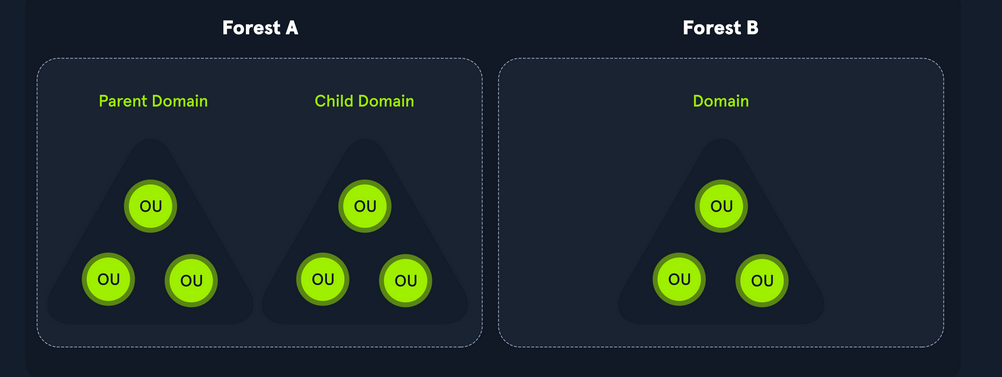 Forest A
Forest B
Parent Domain
Child Domain
Domain
OU
OU
OU
OU
OU
OU
OU
OU
OU